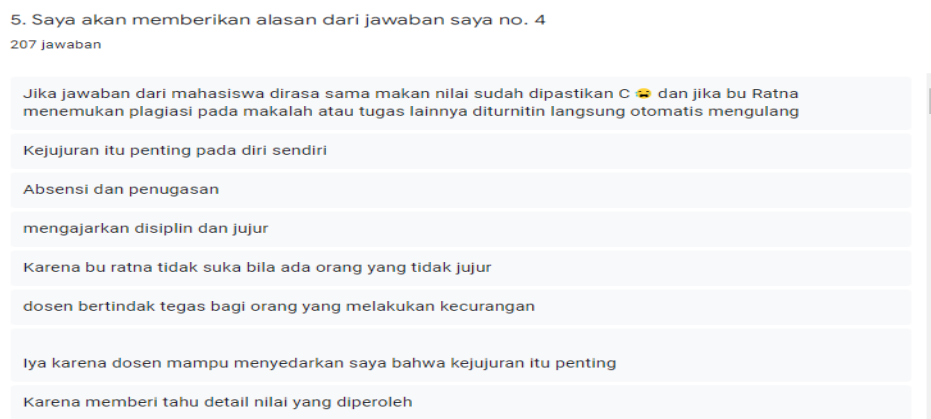 5. Saya akan memberikan alasan dari jawaban saya no. 4
207 jawaban
Jika jawaban dari mahasiswa dirasa sama makan nilai sudah dipastikan C 😭 dan jika bu Ratna
menemukan plagiasi pada makalah atau tugas lainnya diturnitin langsung otomatis mengulang
Kejujuran itu penting pada diri sendiri
Absensi dan penugasan
mengajarkan disiplin dan jujur
Karena bu ratna tidak suka bila ada orang yang tidak jujur
dosen bertindak tegas bagi orang yang melakukan kecurangan
Iya karena dosen mampu menyedarkan saya bahwa kejujuran itu penting
Karena memberi tahu detail nilai yang diperoleh